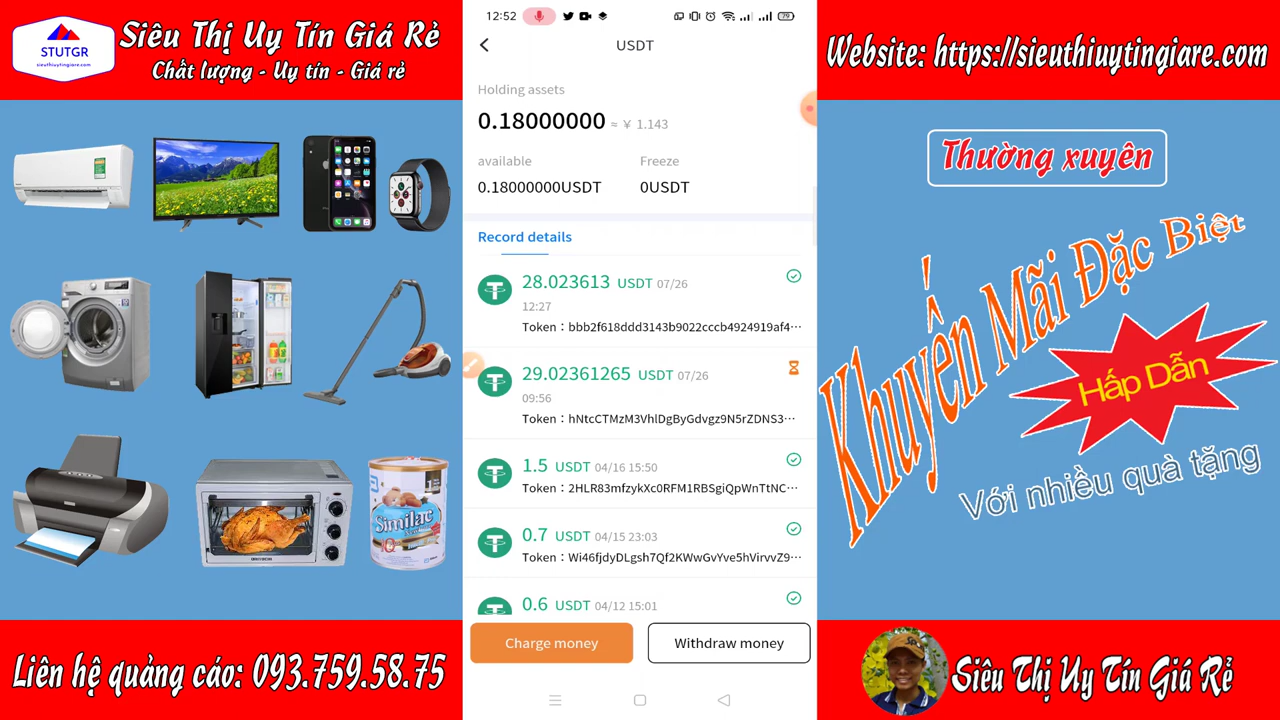 STUTGR
sieuthiuytingiare.com
Siêu Thị Uy Tín Giá Rẻ
Chất lượng - Uy tín - Giá rẻ
12:52
79
USDT
Holding assets
0.18000000 ≈ ¥ 1.143
available Freeze
0.18000000USDT 0USDT
Record details
28.023613 USDT 07/26
12:27
Token：bbb2f618ddd3143b9022cccb4924919af4···
29.02361265 USDT 07/26
09:56
Token：hNtcCTMzM3VhlDgByGdvgz9N5rZDNS3···
1.5 USDT 04/16 15:50
Token：2HLR83mfzykXc0RFM1RBSgiQpWnTtNC···
0.7 USDT 04/15 23:03
Token：Wi46fjdyDLgsh7Qf2KWwGvYve5hVirvvZ9···
0.6 USDT 04/12 15:01
Charge money Withdraw money
Website: https://sieuthiuytingiare.com
Thường xuyên
Khuyến Mãi Đặc Biệt
Hấp Dẫn
Với nhiều quà tặng
Similac
Liên hệ quảng cáo: 093.759.58.75
Siêu Thị Uy Tín Giá Rẻ